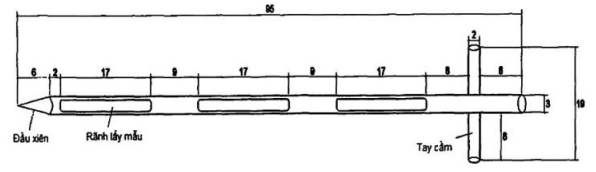 95
2
6 2 17 9 17 9 17 8 8
3
19
8
Đầu xiên
Rãnh lấy mẫu
Tay cầm